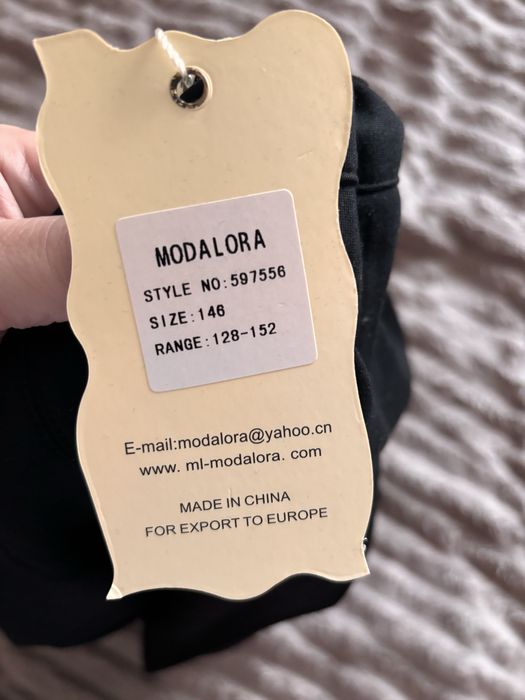 MODALORA
STYLE NO:597556
SIZE:146
RANGE:128-152
E-mail:modalora@yahoo.cn
www. ml-modalora. com
MADE IN CHINA
FOR EXPORT TO EUROPE